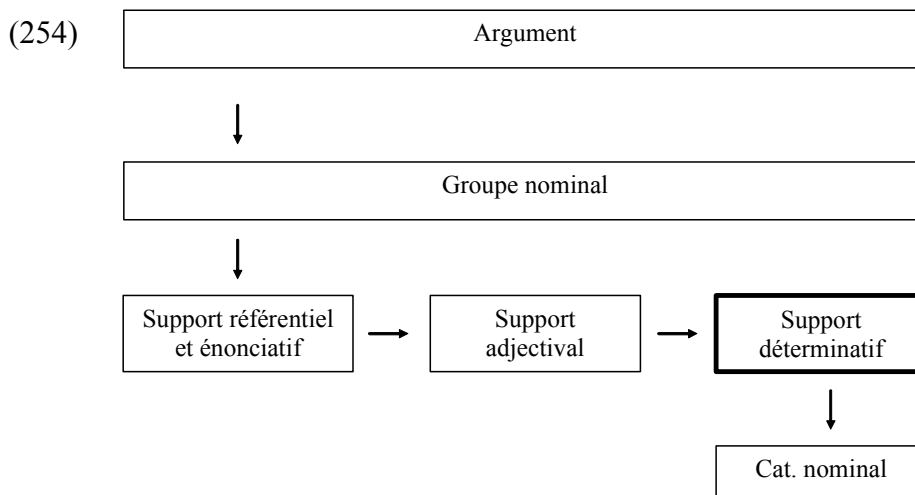 (254)
Argument
Groupe nominal
Support référentiel
et énonciatif
Support
adjectival
Support
déterminatif
Cat. nominal